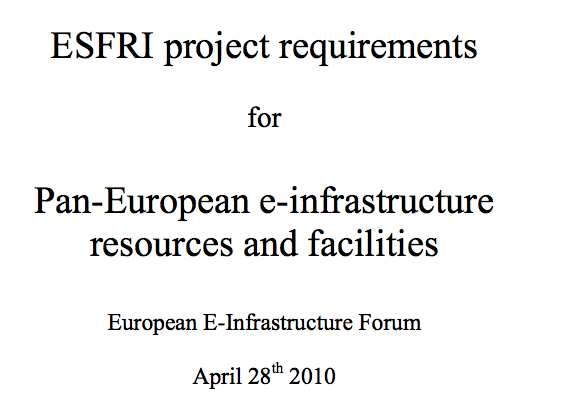 ESFRI project requirements
for
Pan-European e-infrastructure
resources and facilities
European E-Infrastructure Forum
April 28th 2010